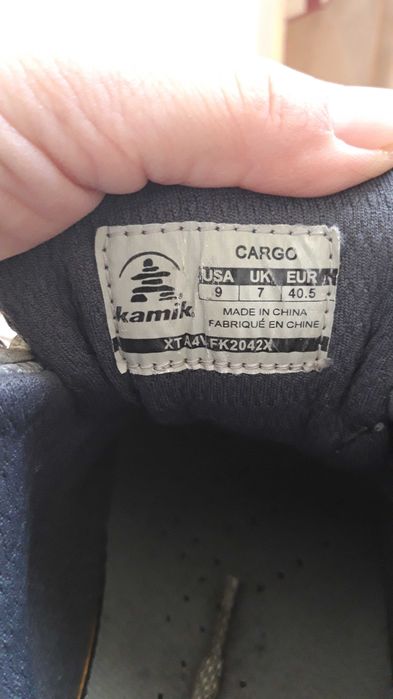 CARGO
kamik
USA UK EUR
9 7 40.5
MADE IN CHINA
FABRIQUÉ EN CHINE
FK2042X